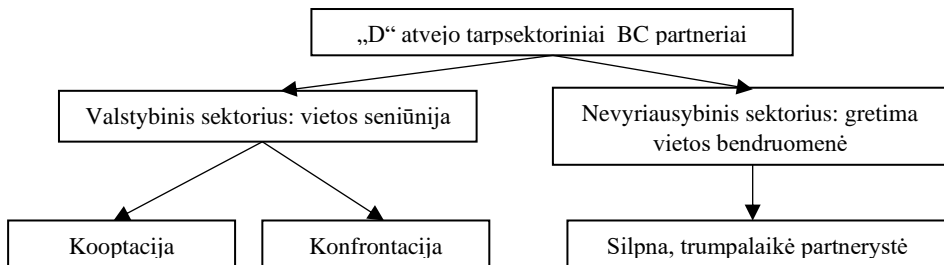 „D“ atvejo tarpsektoriniai BC partneriai
Valstybinis sektorius: vietos seniūnija
Nevyriausybinis sektorius: gretima
vietos bendruomenė
Kooptacija
Konfrontacija
Silpna, trumpalaikė partnerystė